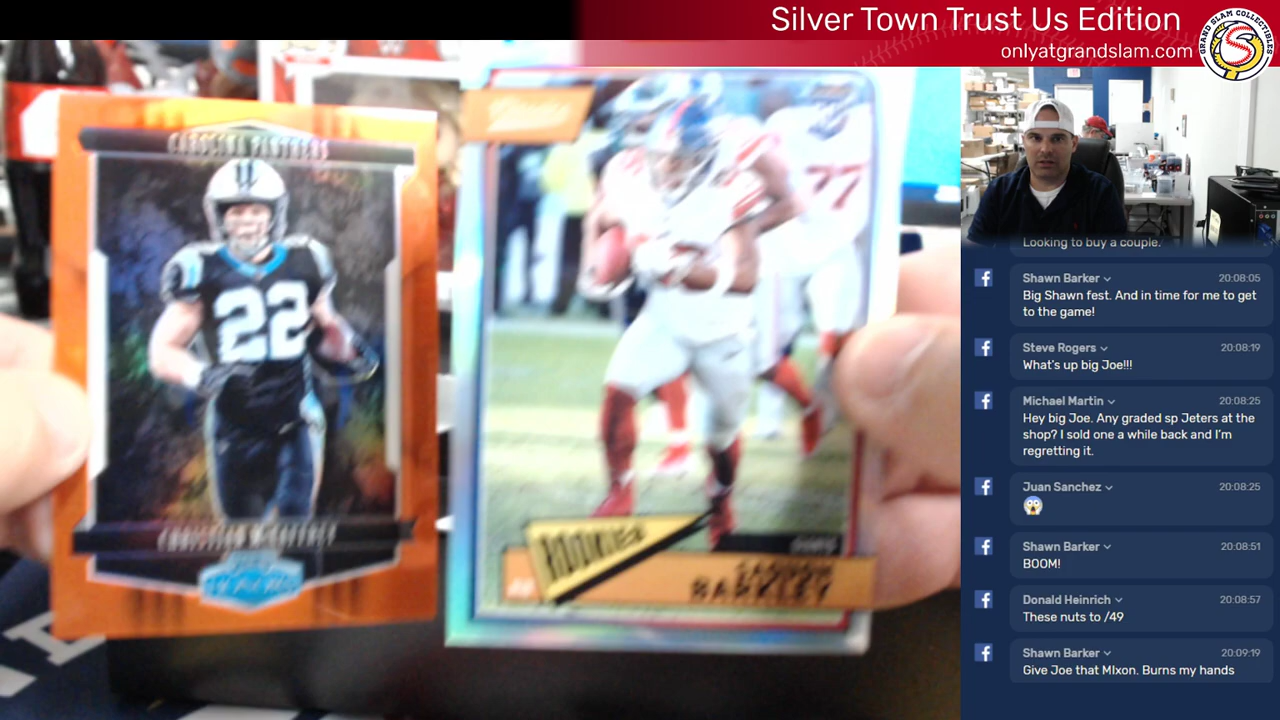 Silver Town Trust Us Edition
onlyatgrandslam.com
GRAND SLAM COLLECTIBLES
CAROLINA PANTHERS
22
77
ROOKIES
SAQUON
BARKLEY
Looking to buy a couple.
Shawn Barker 20:08:05
Big Shawn fest. And in time for me to get
to the game!
Steve Rogers 20:08:19
What's up big Joe!!!
Michael Martin 20:08:25
Hey big Joe. Any graded sp Jeters at the
shop? I sold one a while back and I'm
regretting it.
Juan Sanchez 20:08:25
Shawn Barker 20:08:51
BOOM!
Donald Heinrich 20:08:57
These nuts to /49
Shawn Barker 20:09:19
Give Joe that MIxon. Burns my hands